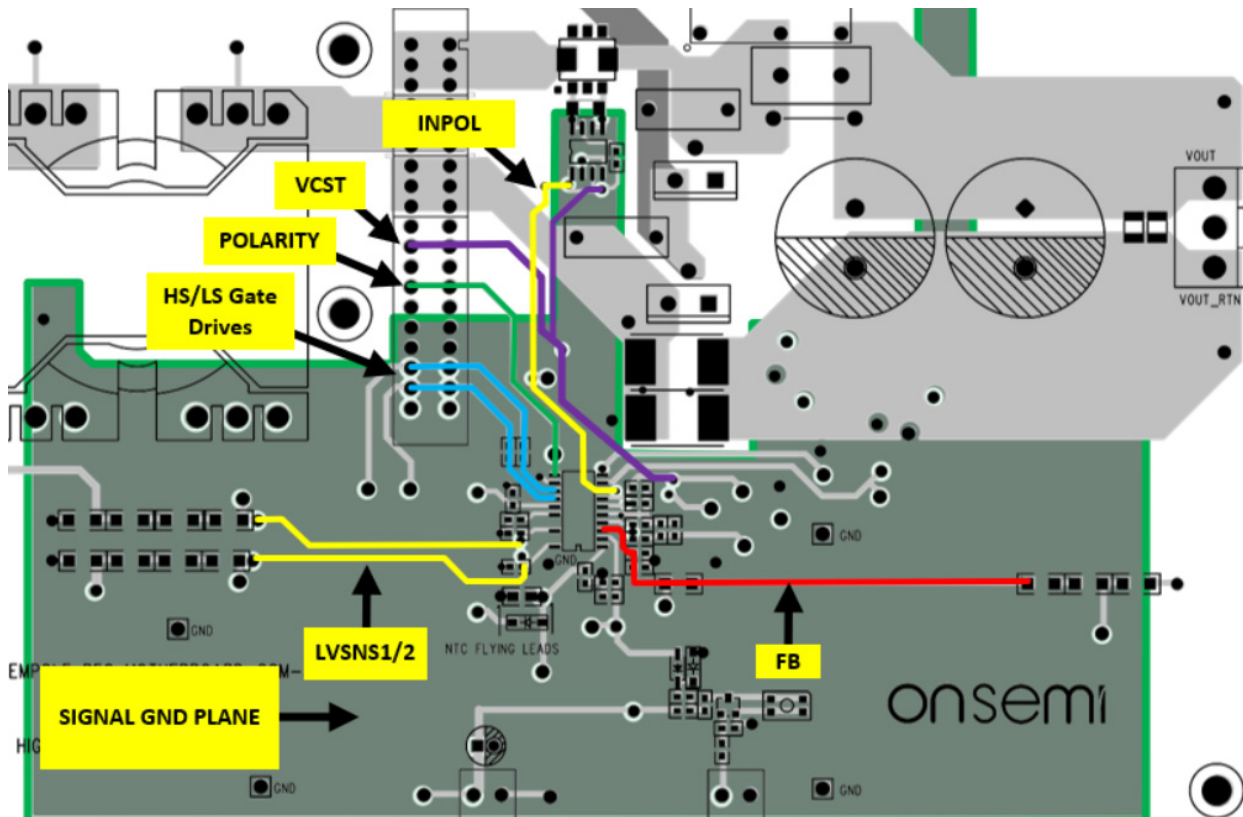 INPOL
VCST
VOUT
POLARITY
HS/LS Gate
Drives
VOUT_RTN
GND
GND
GND
NTC FLYING LEADS
LVSNS1/2
FB
SIGNAL GND PLANE
onsemi
GND
GND